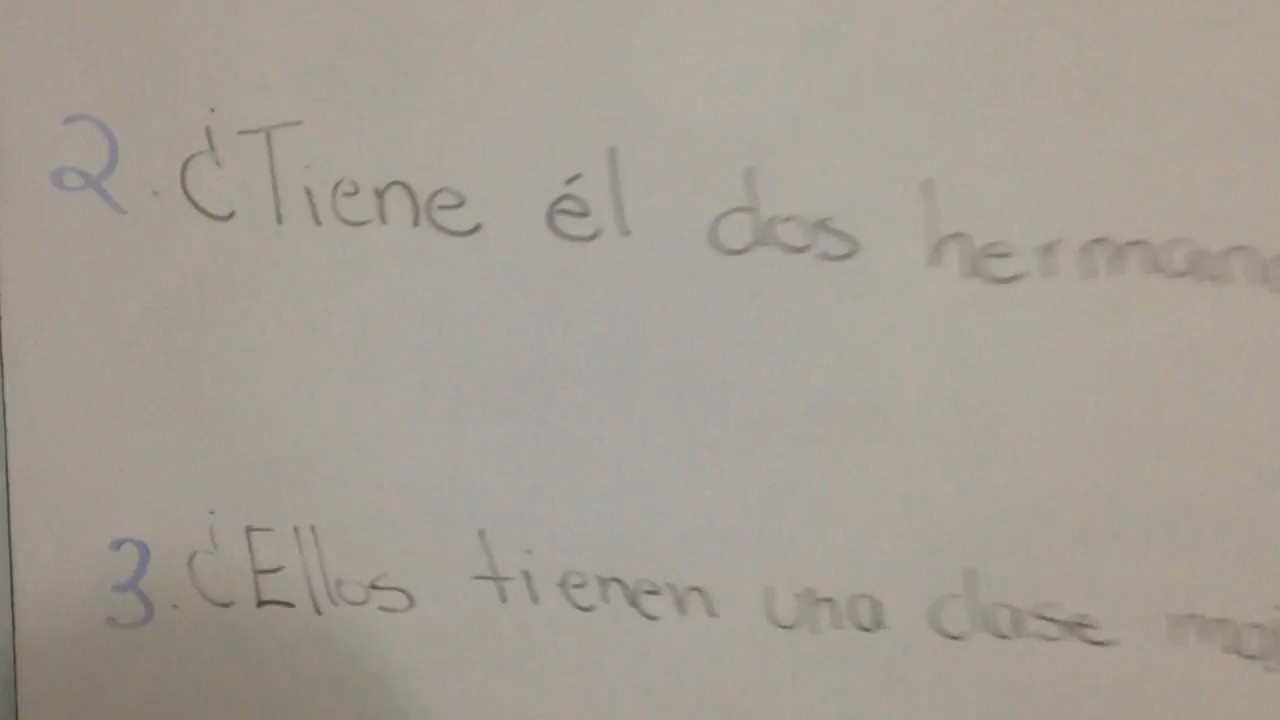 2. ¿Tiene él dos
3. ¿Ellos tienen una clase